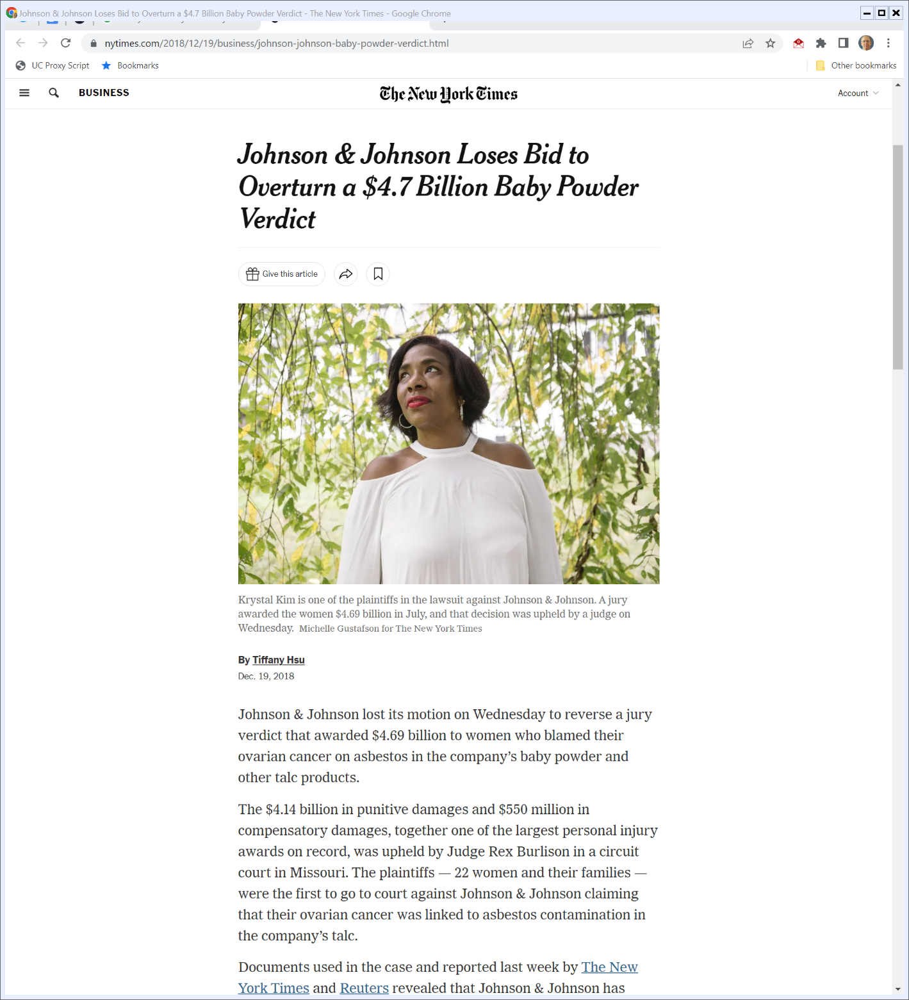 Johnson & Johnson Loses Bid to Overturn a $4.7 Billion Baby Powder Verdict - The New York Times - Google Chrome
nytimes.com/2018/12/19/business/johnson-johnson-baby-powder-verdict.html
UC Proxy Script Bookmarks Other bookmarks
BUSINESS The New York Times Account
Johnson & Johnson Loses Bid to
Overturn a $4.7 Billion Baby Powder
Verdict
Give this article
Krystal Kim is one of the plaintiffs in the lawsuit against Johnson & Johnson. A jury
awarded the women $4.69 billion in July, and that decision was upheld by a judge on
Wednesday. Michelle Gustafson for The New York Times
By Tiffany Hsu
Dec. 19, 2018
Johnson & Johnson lost its motion on Wednesday to reverse a jury
verdict that awarded $4.69 billion to women who blamed their
ovarian cancer on asbestos in the company’s baby powder and
other talc products.
The $4.14 billion in punitive damages and $550 million in
compensatory damages, together one of the largest personal injury
awards on record, was upheld by Judge Rex Burlison in a circuit
court in Missouri. The plaintiffs — 22 women and their families —
were the first to go to court against Johnson & Johnson claiming
that their ovarian cancer was linked to asbestos contamination in
the company’s talc.
Documents used in the case and reported last week by The New
York Times and Reuters revealed that Johnson & Johnson has